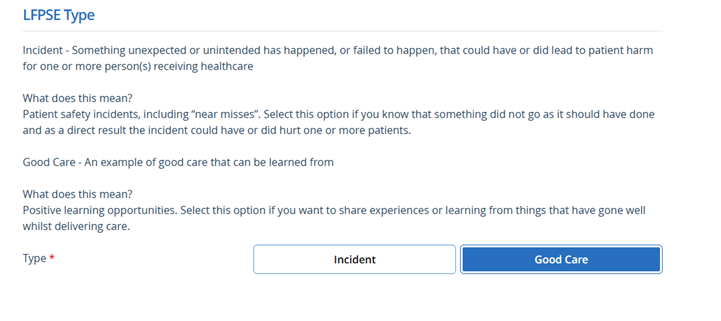 LFPSE Type
Incident - Something unexpected or unintended has happened, or failed to happen, that could have or did lead to patient harm
for one or more person(s) receiving healthcare
What does this mean?
Patient safety incidents, including “near misses”. Select this option if you know that something did not go as it should have done
and as a direct result the incident could have or did hurt one or more patients.
Good Care - An example of good care that can be learned from
What does this mean?
Positive learning opportunities. Select this option if you want to share experiences or learning from things that have gone well
whilst delivering care.
Type * Incident Good Care